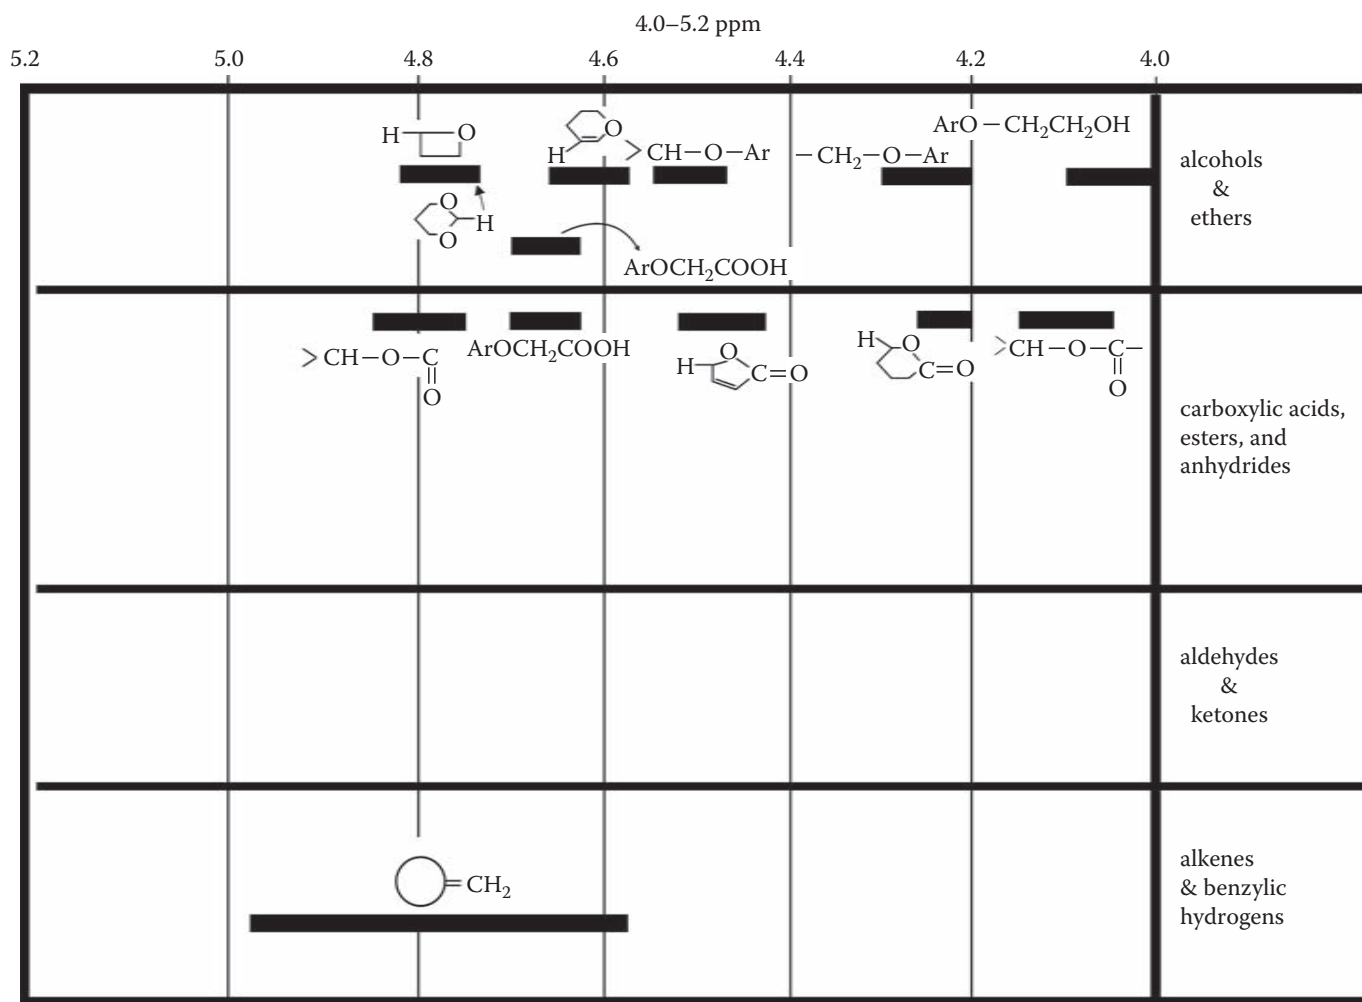 4.0–5.2 ppm
5.2 5.0 4.8 4.6 4.4 4.2 4.0
ArO—CH₂CH₂OH
H O
O
H
CH—O—Ar
—CH₂—O—Ar
alcohols
&
ethers
O
H
O
ArOCH₂COOH
CH—O—C
O
ArOCH₂COOH
O
H
C=O
H
O
C=O
CH—O—C—
O
carboxylic acids,
esters, and
anhydrides
aldehydes
&
ketones
=CH₂
alkenes
& benzylic
hydrogens